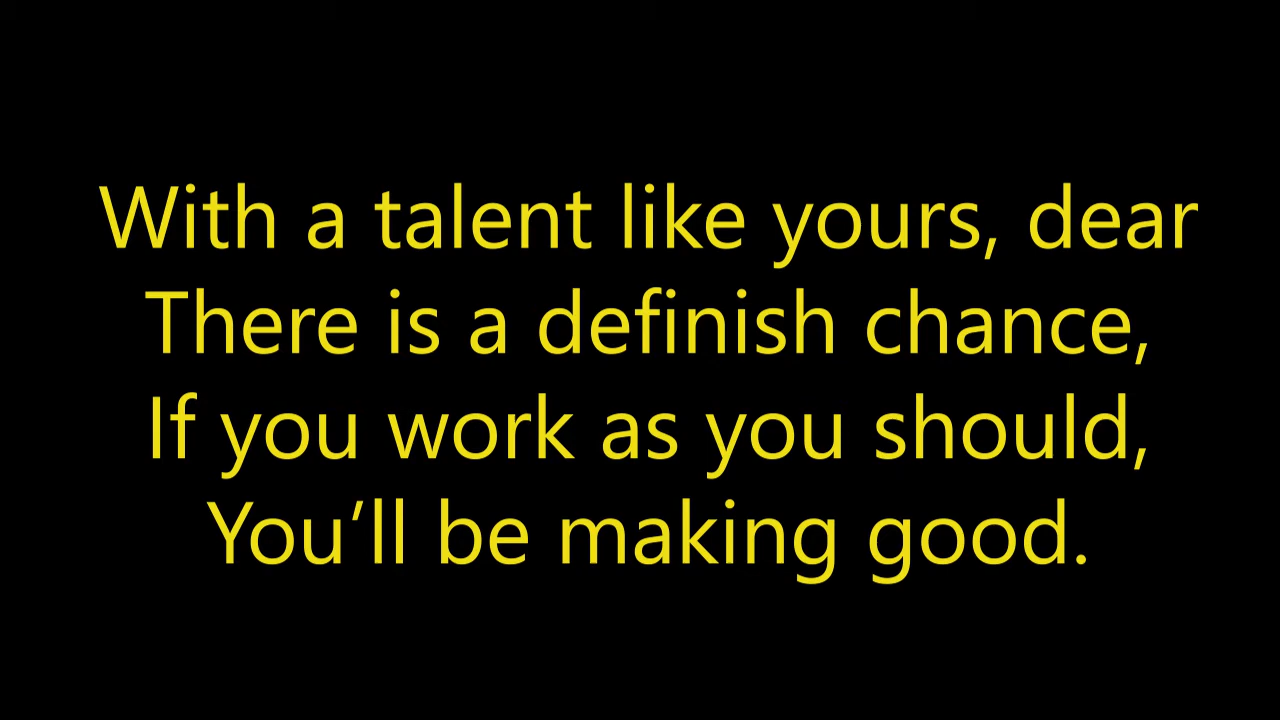 With a talent like yours, dear
There is a definish chance,
If you work as you should,
You’ll be making good.